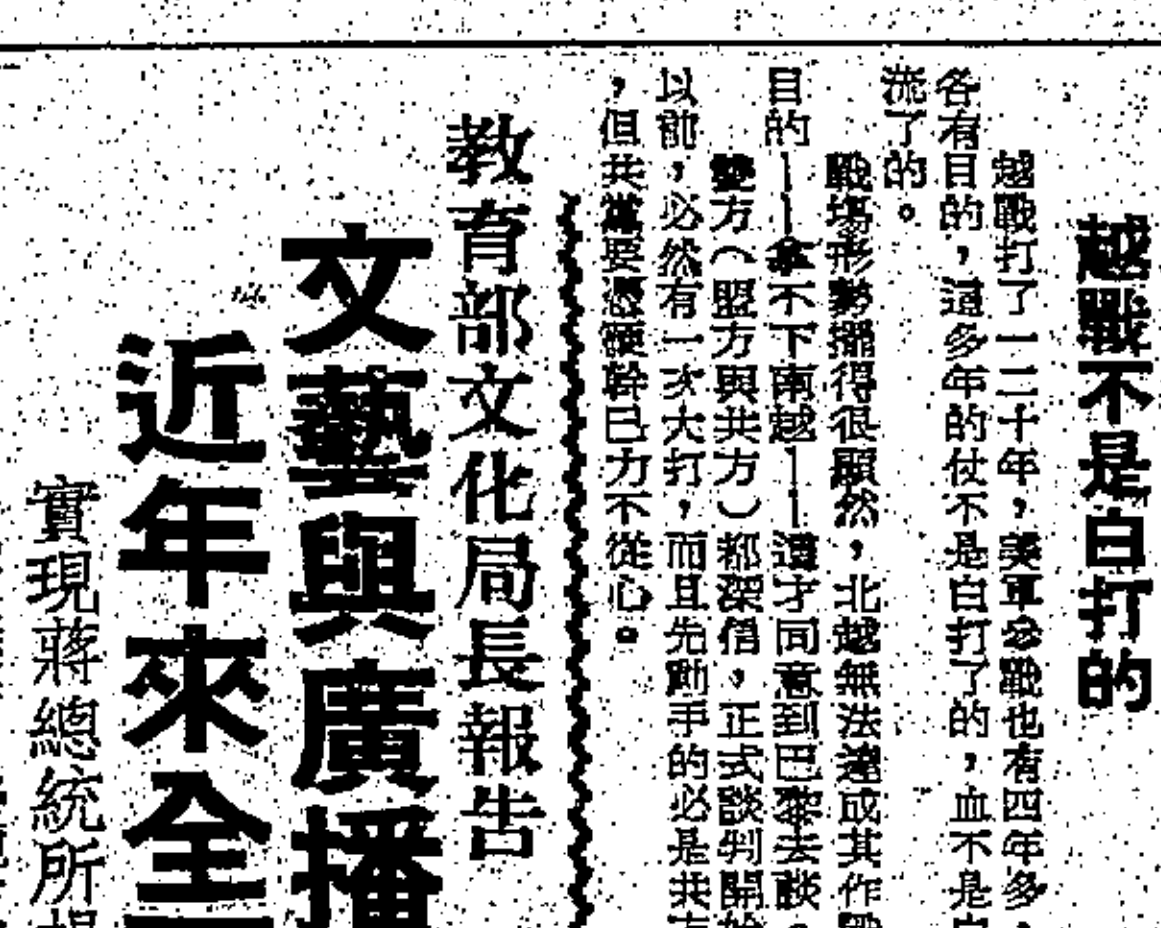 越戰不是白打的
越戰打了一二十年，美軍參戰也有四年多，
各有目的，這多年的仗不是白打了的，血不是白
流了的。
戰場形勢擺得很顯然，北越無法達成其作戰
目的——拿不下南越——這才同意到巴黎去談。
雙方（盟方與共方）都深信，正式談判開始
以前，必然有一次大打，而且先動手的必是共
，但共黨要憑硬幹已力不從心。
教育部文化局長報告
文藝與廣播
近年來全
實現蔣總統所